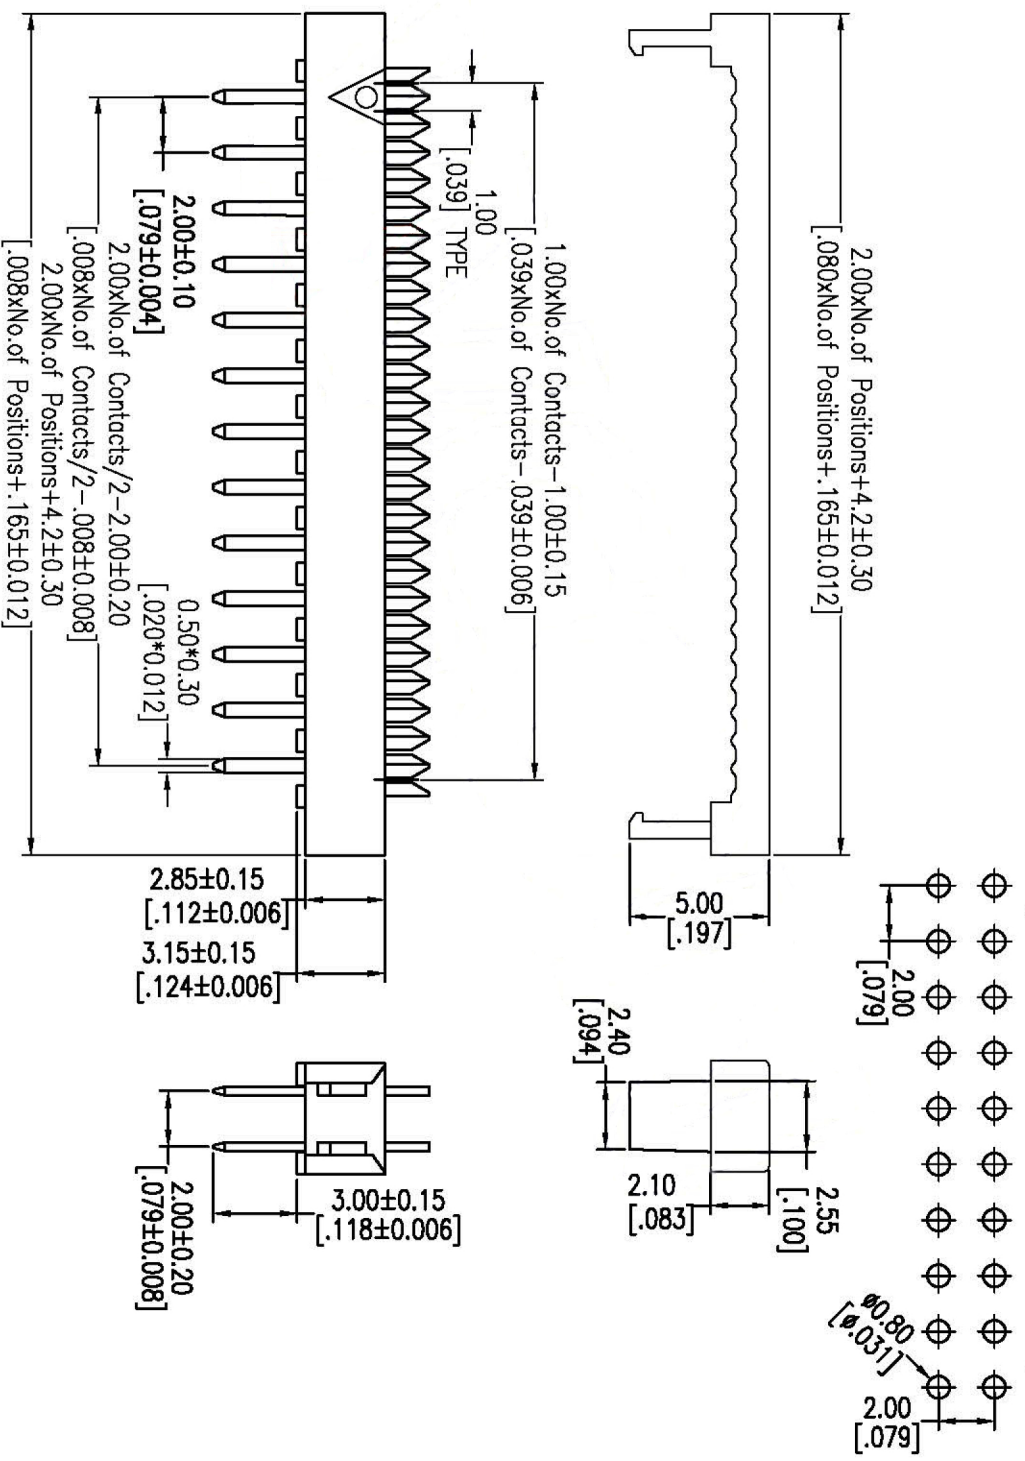 2.00xNo.of Positions+4.2±0.30
[.080xNo.of Positions+.165±0.012]
1.00xNo.of Contacts-1.00±0.15
[.039xNo.of Contacts-.039±0.006]
1.00
[.039] TYPE
2.00±0.10
[.079±0.004]
2.00xNo.of Contacts/2-2.00±0.20
[.008xNo.of Contacts/2-.008±0.008]
2.00xNo.of Positions+4.2±0.30
[.008xNo.of Positions+.165±0.012]
0.50*0.30
[.020*0.012]
2.85±0.15
[.112±0.006]
3.15±0.15
[.124±0.006]
5.00
[.197]
2.00
[.079]
2.40
[.094]
2.10
[.083]
2.55
[.100]
3.00±0.15
[.118±0.006]
2.00±0.20
[.079±0.008]
ø0.80
[ø.031]
2.00
[.079]